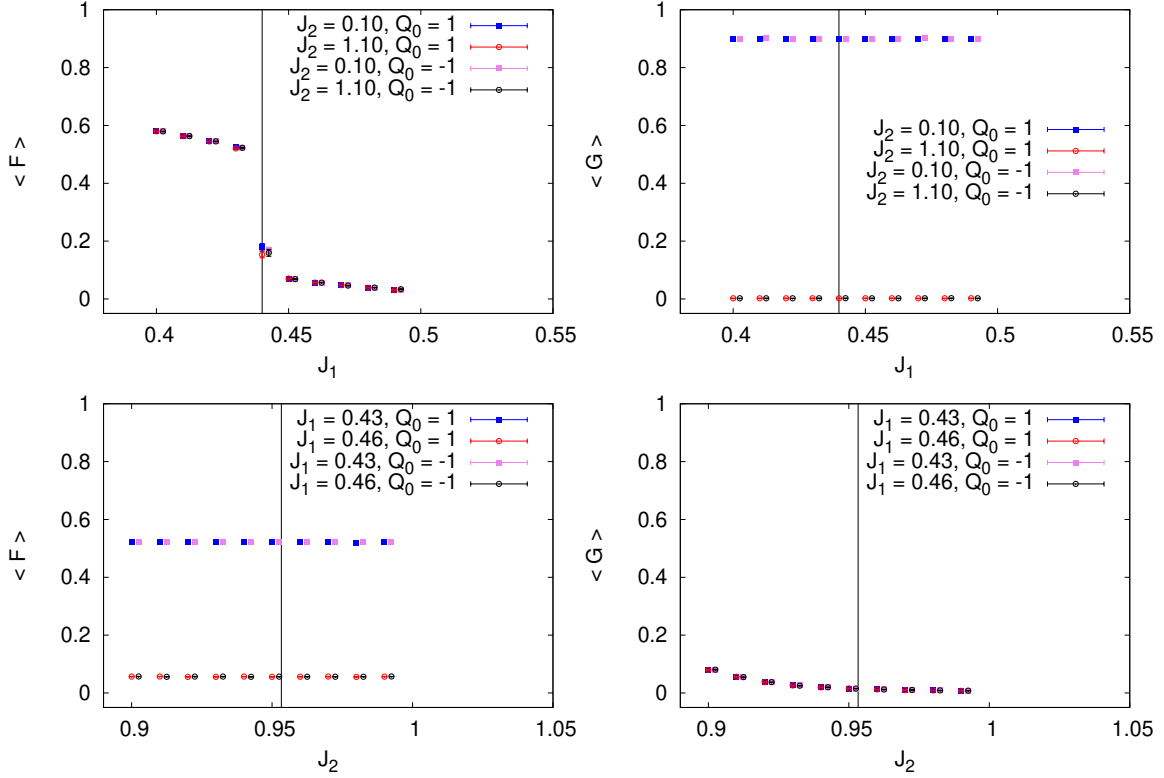 1
0.8
0.6
0.4
0.2
0
< F >
0.4
0.45
0.5
0.55
J1
J2 = 0.10, Q0 = 1
J2 = 1.10, Q0 = 1
J2 = 0.10, Q0 = -1
J2 = 1.10, Q0 = -1
1
0.8
0.6
0.4
0.2
0
< G >
0.4
0.45
0.5
0.55
J1
J2 = 0.10, Q0 = 1
J2 = 1.10, Q0 = 1
J2 = 0.10, Q0 = -1
J2 = 1.10, Q0 = -1
1
0.8
0.6
0.4
0.2
0
< F >
0.9
0.95
1
1.05
J2
J1 = 0.43, Q0 = 1
J1 = 0.46, Q0 = 1
J1 = 0.43, Q0 = -1
J1 = 0.46, Q0 = -1
1
0.8
0.6
0.4
0.2
0
< G >
0.9
0.95
1
1.05
J2
J1 = 0.43, Q0 = 1
J1 = 0.46, Q0 = 1
J1 = 0.43, Q0 = -1
J1 = 0.46, Q0 = -1